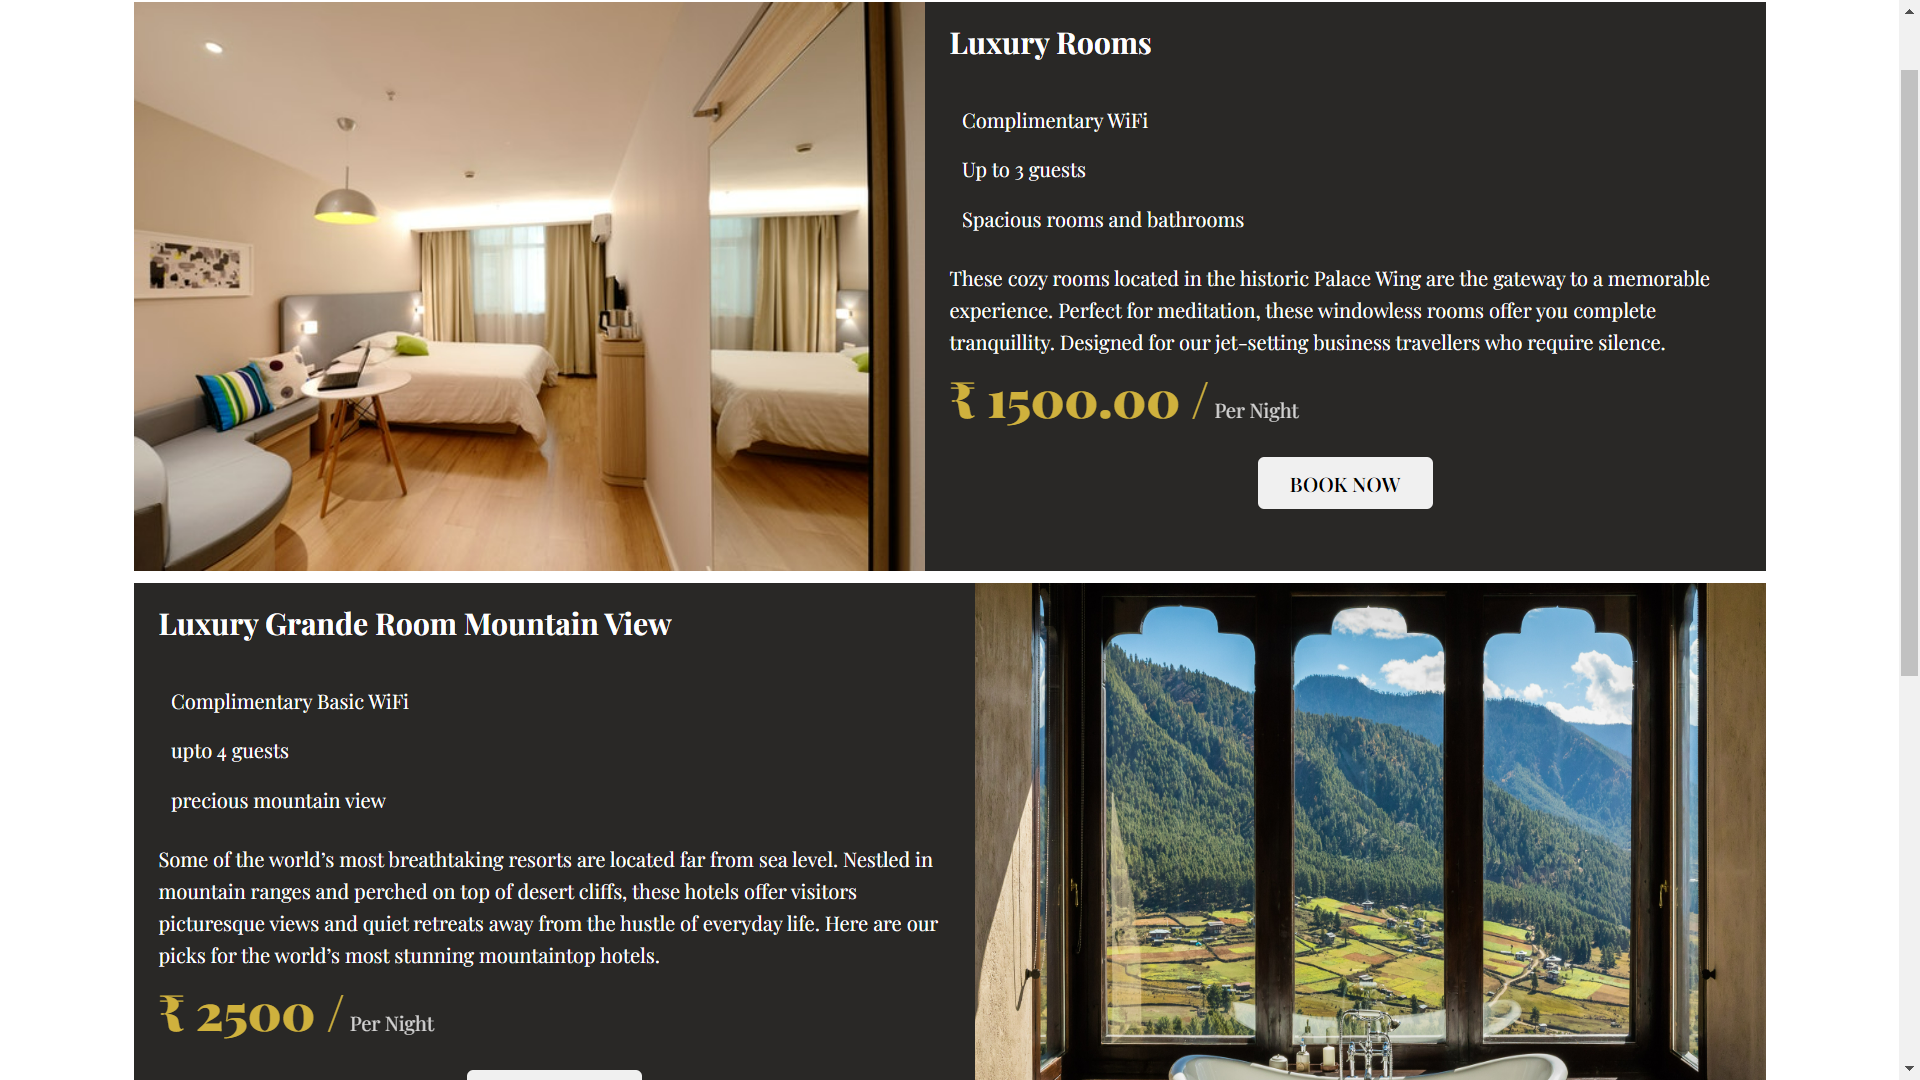 Luxury Rooms
Complimentary WiFi
Up to 3 guests
Spacious rooms and bathrooms
These cozy rooms located in the historic Palace Wing are the gateway to a memorable
experience. Perfect for meditation, these windowless rooms offer you complete
tranquillity. Designed for our jet-setting business travellers who require silence.
₹ 1500.00 / Per Night
BOOK NOW
Luxury Grande Room Mountain View
Complimentary Basic WiFi
upto 4 guests
precious mountain view
Some of the world’s most breathtaking resorts are located far from sea level. Nestled in
mountain ranges and perched on top of desert cliffs, these hotels offer visitors
picturesque views and quiet retreats away from the hustle of everyday life. Here are our
picks for the world’s most stunning mountaintop hotels.
₹ 2500 / Per Night